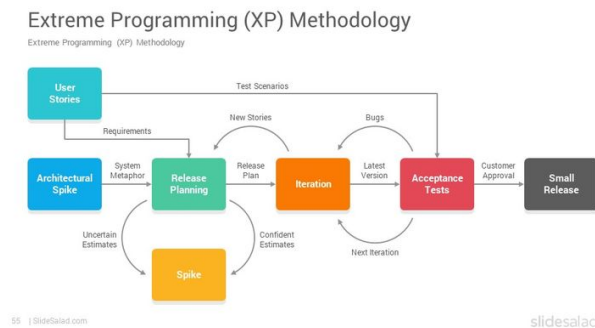 Extreme Programming (XP) Methodology
Extreme Programming (XP) Methodology
User
Stories
Test Scenarios
New Stories
Bugs
Requirements
Architectural
Spike
System
Metaphor
Release
Planning
Release
Plan
Iteration
Latest
Version
Acceptance
Tests
Customer
Approval
Small
Release
Uncertain
Estimates
Confident
Estimates
Next Iteration
Spike
55 | SlideSalad.com
slidesalad